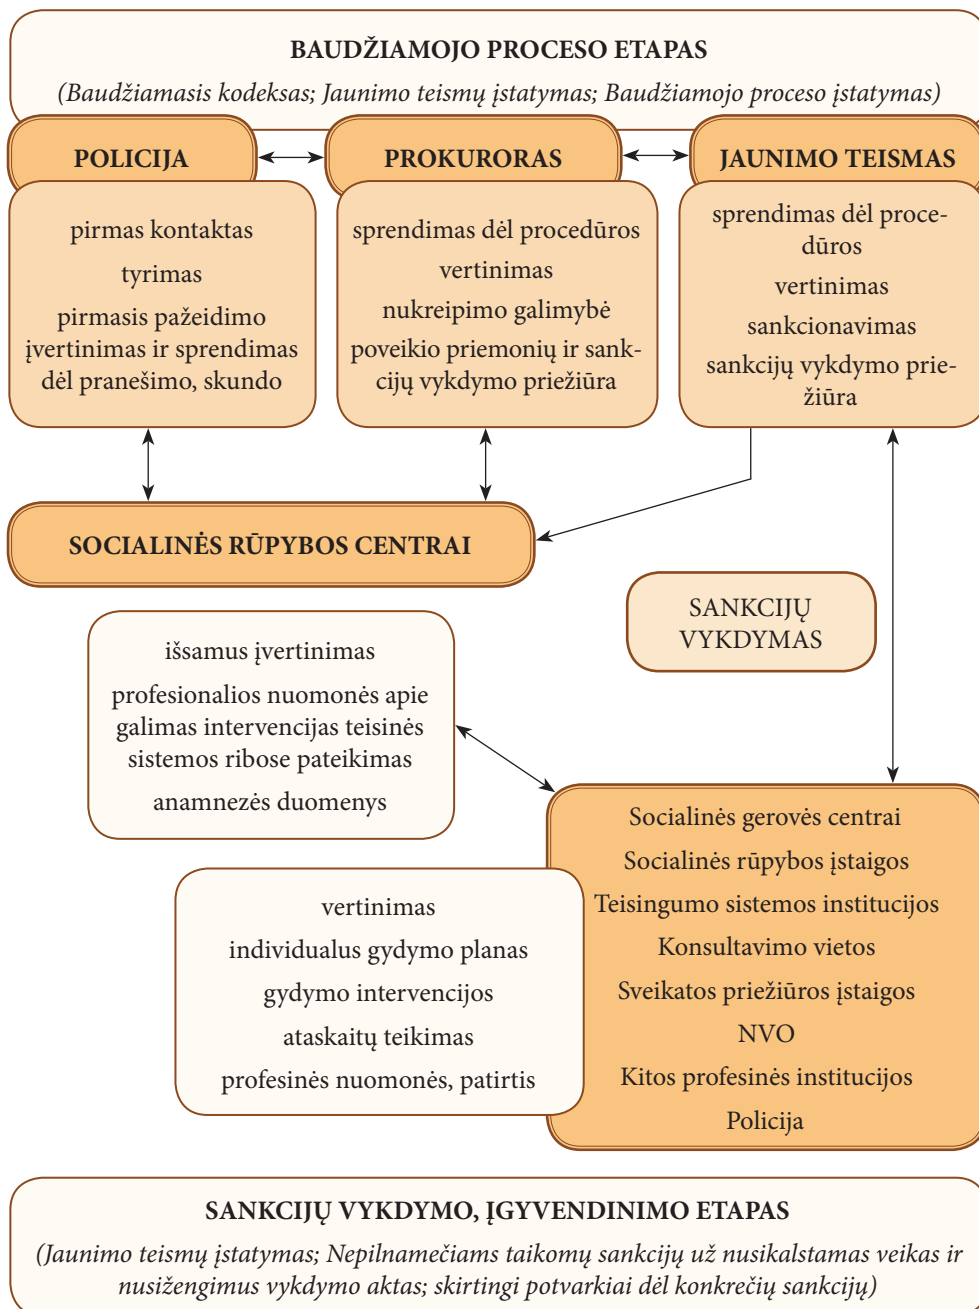 BAUDŽIAMOJO PROCESO ETAPAS
(Baudžiamasis kodeksas; Jaunimo teismų įstatymas; Baudžiamojo proceso įstatymas)
POLICIJA
pirmas kontaktas
tyrimas
pirmasis pažeidimo
įvertinimas ir sprendimas
dėl pranešimo, skundo
PROKURORAS
sprendimas dėl procedūros
vertinimas
nukreipimo galimybė
poveikio priemonių ir sank-
cijų vykdymo priežiūra
JAUNIMO TEISMAS
sprendimas dėl proce-
dūros
vertinimas
sankcionavimas
sankcijų vykdymo prie-
žiūra
SOCIALINĖS RŪPYBOS CENTRAI
SANKCIJŲ
VYKDYMAS
išsamus įvertinimas
profesionalios nuomonės apie
galimas intervencijas teisinės
sistemos ribose pateikimas
anamnezės duomenys
Socialinės gerovės centrai
Socialinės rūpybos įstaigos
Teisingumo sistemos institucijos
Konsultavimo vietos
Sveikatos priežiūros įstaigos
NVO
Kitos profesinės institucijos
Policija
vertinimas
individualus gydymo planas
gydymo intervencijos
ataskaitų teikimas
profesinės nuomonės, patirtis
SANKCIJŲ VYKDYMO, ĮGYVENDINIMO ETAPAS
(Jaunimo teismų įstatymas; Nepilnamečiams taikomų sankcijų už nusikalstamas veikas ir
nusižengimus vykdymo aktas; skirtingi potvarkiai dėl konkrečių sankcijų)